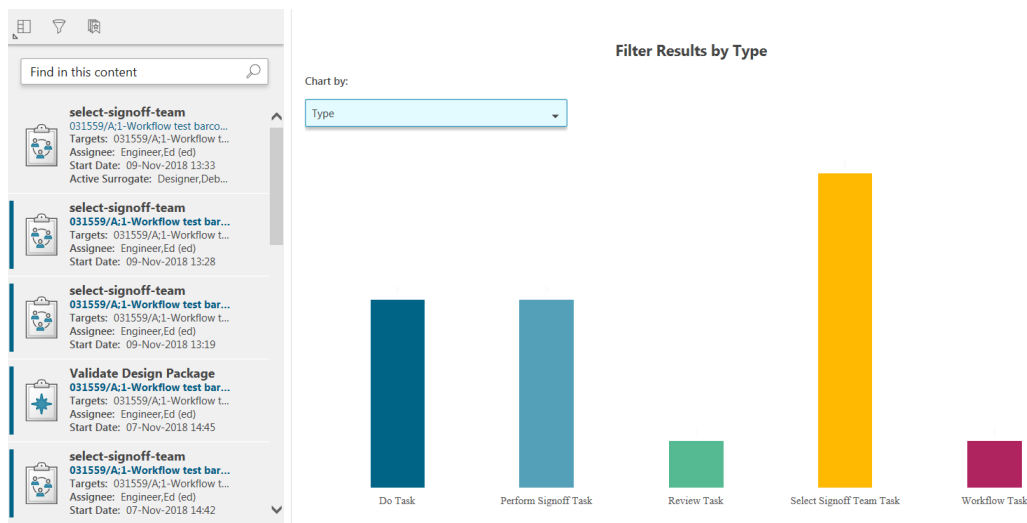 Find in this content
select-signoff-team
031559/A;1-Workflow test barco...
Targets: 031559/A;1-Workflow t...
Assignee: Engineer,Ed (ed)
Start Date: 09-Nov-2018 13:33
Active Surrogate: Designer,Deb...
select-signoff-team
031559/A;1-Workflow test bar...
Targets: 031559/A;1-Workflow t...
Assignee: Engineer,Ed (ed)
Start Date: 09-Nov-2018 13:28
select-signoff-team
031559/A;1-Workflow test bar...
Targets: 031559/A;1-Workflow t...
Assignee: Engineer,Ed (ed)
Start Date: 09-Nov-2018 13:19
Validate Design Package
031559/A;1-Workflow test bar...
Targets: 031559/A;1-Workflow t...
Assignee: Engineer,Ed (ed)
Start Date: 07-Nov-2018 14:45
select-signoff-team
031559/A;1-Workflow test bar...
Targets: 031559/A;1-Workflow t...
Assignee: Engineer,Ed (ed)
Start Date: 07-Nov-2018 14:42
Filter Results by Type
Chart by:
Type
Do Task
Perform Signoff Task
Review Task
Select Signoff Team Task
Workflow Task